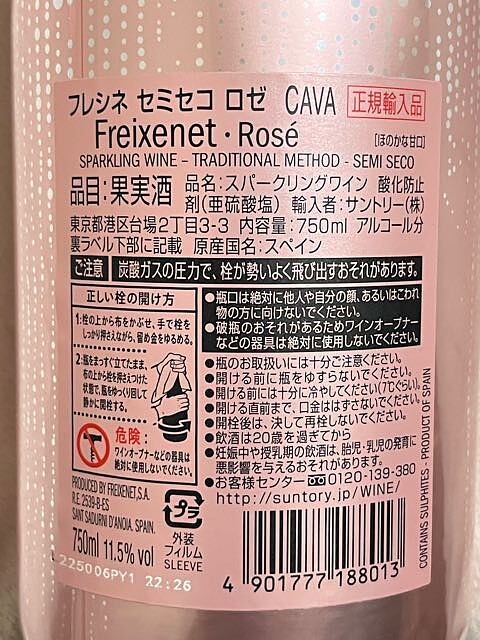 フレシネ セミセコ ロゼ CAVA 正規輸入品
Freixenet・Rosé [ほのかな甘口]
SPARKLING WINE – TRADITIONAL METHOD - SEMI SECO
品目:果実酒 品名:スパークリングワイン 酸化防止
剤(亜硫酸塩) 輸入者:サントリー(株)
東京都港区台場2丁目3-3 内容量:750ml アルコール分
裏ラベル下部に記載 原産国名:スペイン
ご注意 炭酸ガスの圧力で、栓が勢いよく飛び出すおそれがあります。
正しい栓の開け方
1:栓の上から布をかぶせ、手で栓を
しっかり押さえながら、留め金をゆるめる。
2:瓶をまっすぐ立てたまま、
布の上から栓を押さえつけた
状態で、瓶をゆっくり回して
静かに開栓する。
危険:
ワインオープナーなどの器具は
絶対に使用しないでください。
●瓶口は絶対に他人や自分の顔、あるいはこわれ
物の方に向けないでください。
●破瓶のおそれがあるためワインオープナー
などの器具は絶対に使用しないでください。
●瓶のお取扱いには十分ご注意ください。
●開ける前に瓶をゆすらないでください。
●開ける前には十分に冷やしてください(7℃ぐらい)。
●開ける直前まで、口金ははずさないでください。
●開栓後は、決して再栓しないでください。
●飲酒は20歳を過ぎてから
●妊娠中や授乳期の飲酒は、胎児・乳児の発育に
悪影響を与えるおそれがあります。
●お客様センター 0120-139-380
http://suntory.jp/WINE/
PRODUCED BY FREIXENET,S.A.
R.E. 2539-B-ES
SANT SADURNI D'ANOIA. SPAIN.
750ml 11.5% vol
プラ
外装
フィルム
SLEEVE
225006PY1 22:26
4 901777 188013
CONTAINS SULPHITES - PRODUCT OF SPAIN